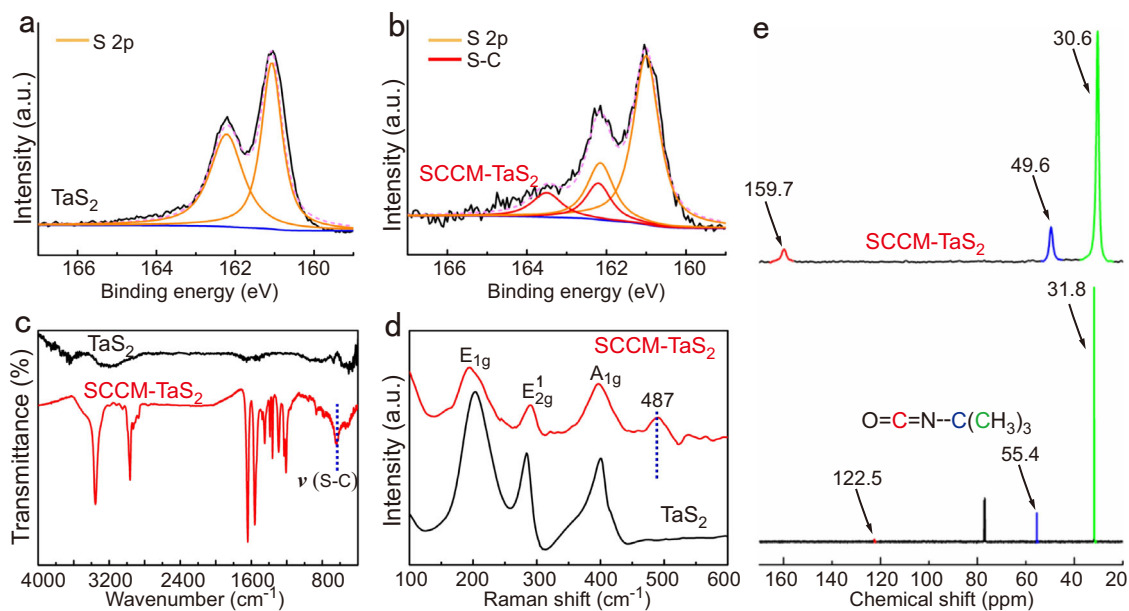 a
S 2p
TaS2
Intensity (a.u.)
166 164 162 160
Binding energy (eV)
b
S 2p
S-C
SCCM-TaS2
Intensity (a.u.)
166 164 162 160
Binding energy (eV)
c
TaS2
SCCM-TaS2
ν (S-C)
Transmittance (%)
4000 3200 2400 1600 800
Wavenumber (cm-1)
d
SCCM-TaS2
E1g
E12g
A1g
487
TaS2
Intensity (a.u.)
100 200 300 400 500 600
Raman shift (cm-1)
e
30.6
49.6
159.7
SCCM-TaS2
31.8
O=C=N--C(CH3)3
55.4
122.5
160 120 80 60 40 20
Chemical shift (ppm)